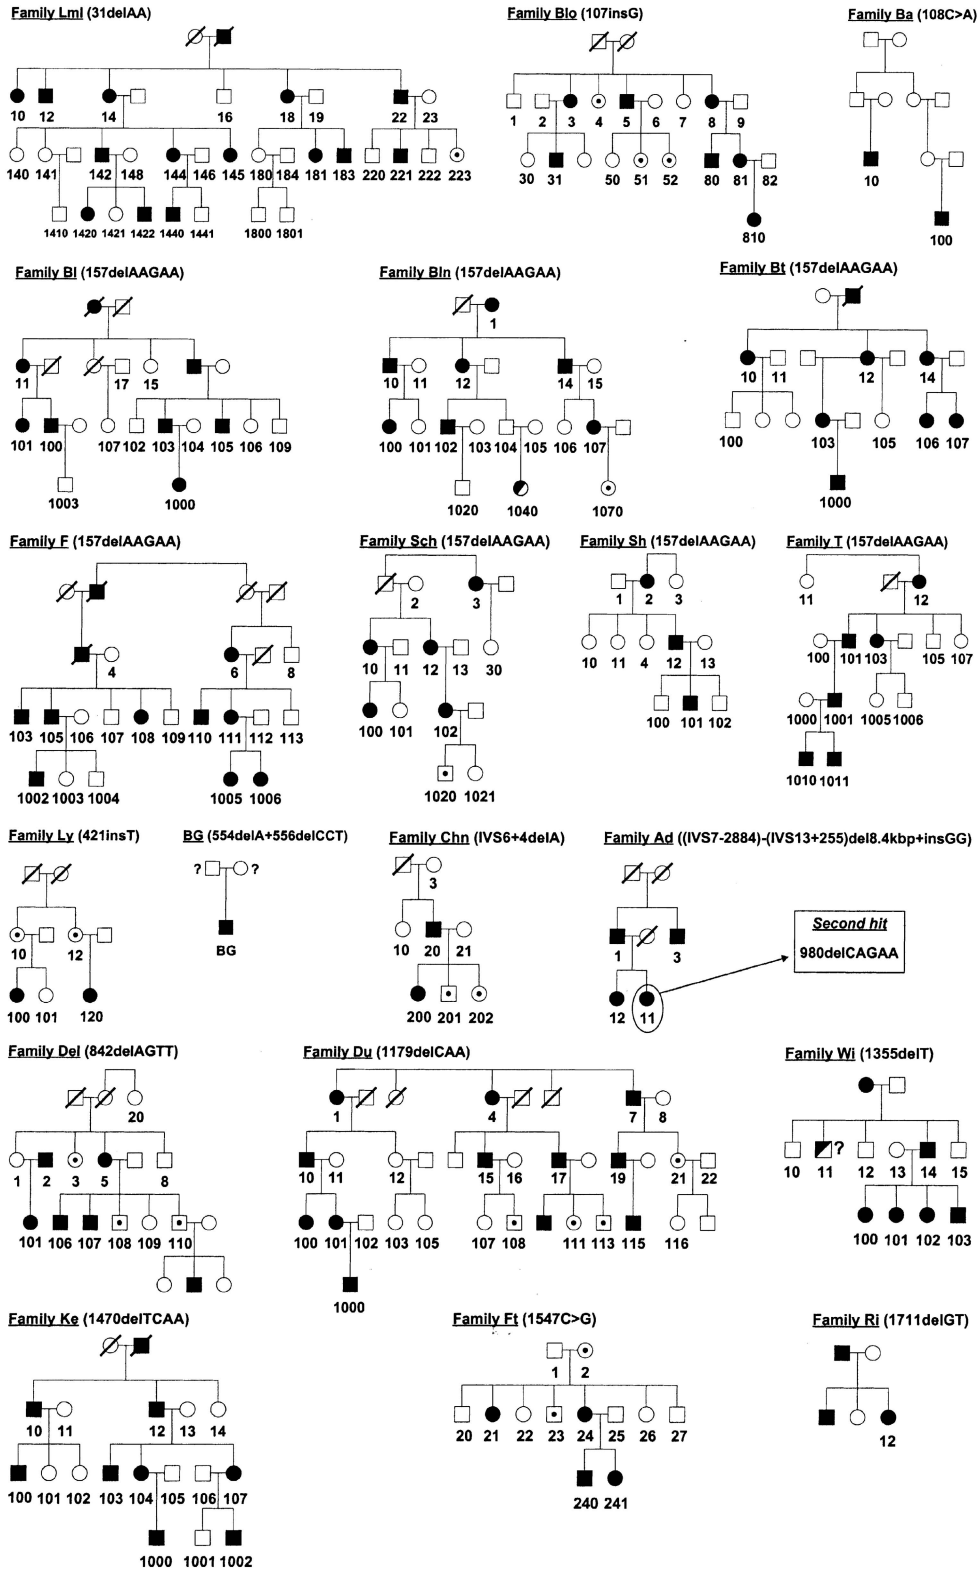 Family Lml (31delAA)
Family Blo (107insG)
Family Ba (108C>A)
10 12 14 16 18 19 22 23
140 141 142 148 144 146 145 180 184 181 183 220 221 222 223
1410 1420 1421 1422 1440 1441 1800 1801
1 2 3 4 5 6 7 8 9
30 31 50 51 52 80 81 82
810
10
100
Family Bl (157delAAGAA)
Family Bln (157delAAGAA)
Family Bt (157delAAGAA)
11 17 15
101 100 107 102 103 104 105 106 109
1003 1000
1
10 11 12 14 15
100 101 102 103 104 105 106 107
1020 1040 1070
10 11 12 14
100 103 105 106 107
1000
Family F (157delAAGAA)
Family Sch (157delAAGAA)
Family Sh (157delAAGAA)
Family T (157delAAGAA)
4 6 8
103 105 106 107 108 109 110 111 112 113
1002 1003 1004 1005 1006
2 3
10 11 12 13 30
100 101 102
1020 1021
1 2 3
10 11 4 12 13
100 101 102
11 12
100 101 103 105 107
1000 1001 1005 1006
1010 1011
Family Ly (421insT)
BG (554delA+556delCCT)
Family Chn (IVS6+4delA)
Family Ad ((IVS7-2884)-(IVS13+255)del8.4kbp+insGG)
10 12
100 101 120
? ?
BG
3
10 20 21
200 201 202
1 3
12 11
Second hit
980delCAGAA
Family Del (842delAGTT)
Family Du (1179delCAA)
Family Wi (1355delT)
20
1 2 3 5 8
101 106 107 108 109 110
1 4 7 8
10 11 12 15 16 17 19 21 22
100 101 102 103 105 107 108 111 113 115 116
1000
?
10 11 12 13 14 15
100 101 102 103
Family Ke (1470delTCAA)
Family Ft (1547C>G)
Family Ri (1711delGT)
10 11 12 13 14
100 101 102 103 104 105 106 107
1000 1001 1002
1 2
20 21 22 23 24 25 26 27
240 241
12